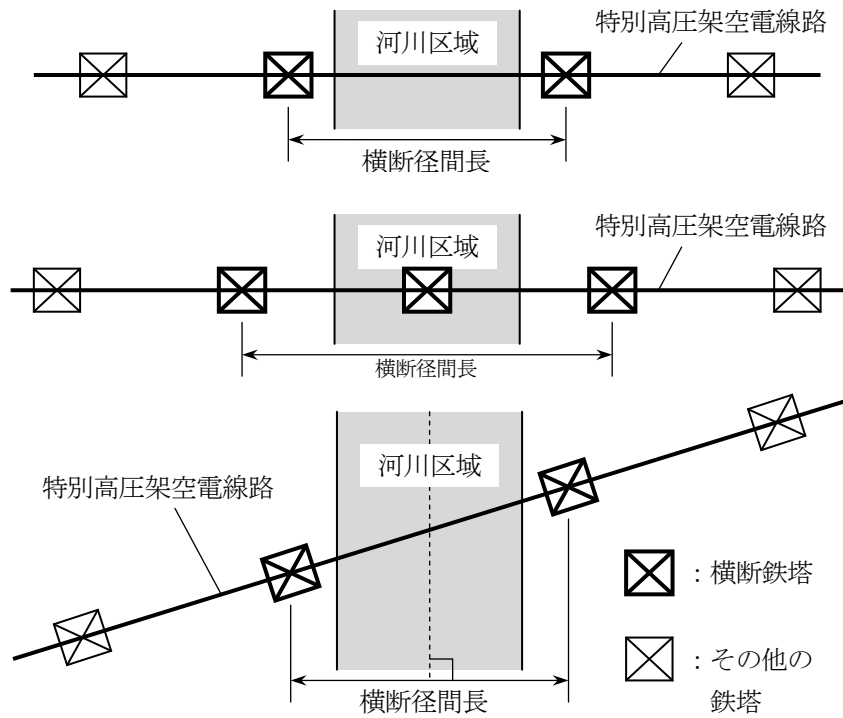 河川区域
特別高圧架空電線路
横断径間長
特別高圧架空電線路
河川区域
横断径間長
河川区域
特別高圧架空電線路
：横断鉄塔
：その他の
鉄塔
横断径間長